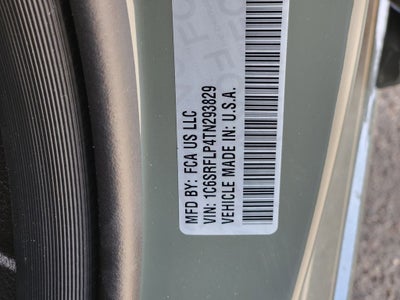 MFD BY: FCA US LLC
VIN: 1C6SRFLP4TN293829
VEHICLE MADE IN: U.S.A.